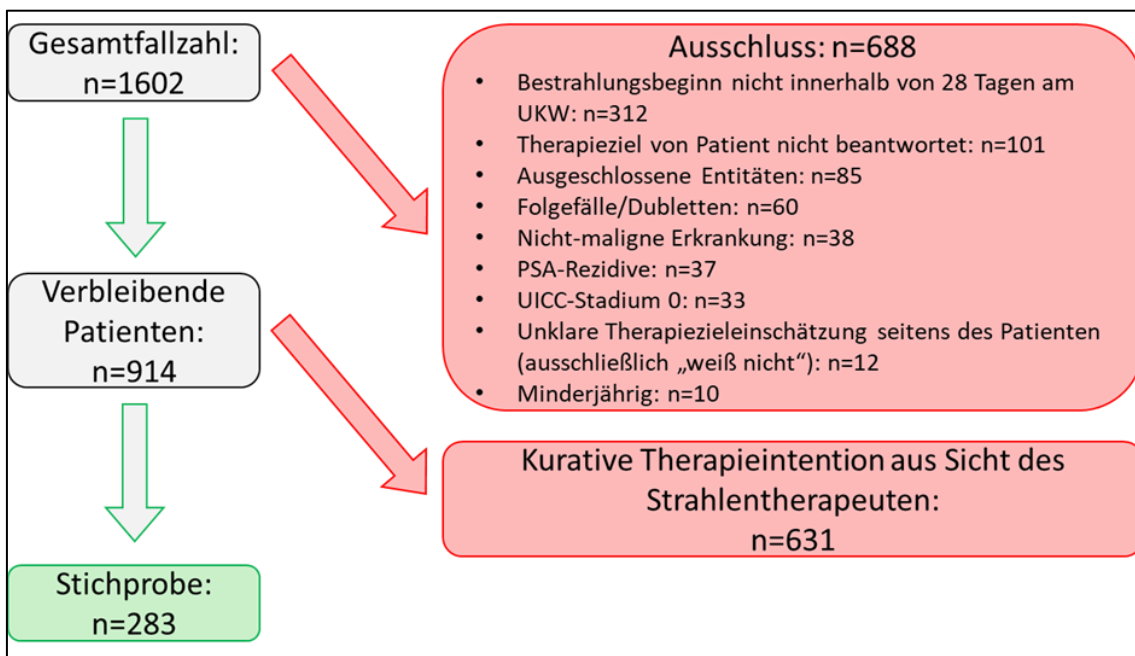 Gesamtfallzahl:
n=1602
Ausschluss: n=688
• Bestrahlungsbeginn nicht innerhalb von 28 Tagen am
UKW: n=312
• Therapieziel von Patient nicht beantwortet: n=101
• Ausgeschlossene Entitäten: n=85
• Folgefälle/Dubletten: n=60
• Nicht-maligne Erkrankung: n=38
• PSA-Rezidive: n=37
• UICC-Stadium 0: n=33
• Unklare Therapiezieleinschätzung seitens des Patienten
(ausschließlich „weiß nicht“): n=12
• Minderjährig: n=10
Verbleibende
Patienten:
n=914
Kurative Therapieintention aus Sicht des
Strahlentherapeuten:
n=631
Stichprobe:
n=283